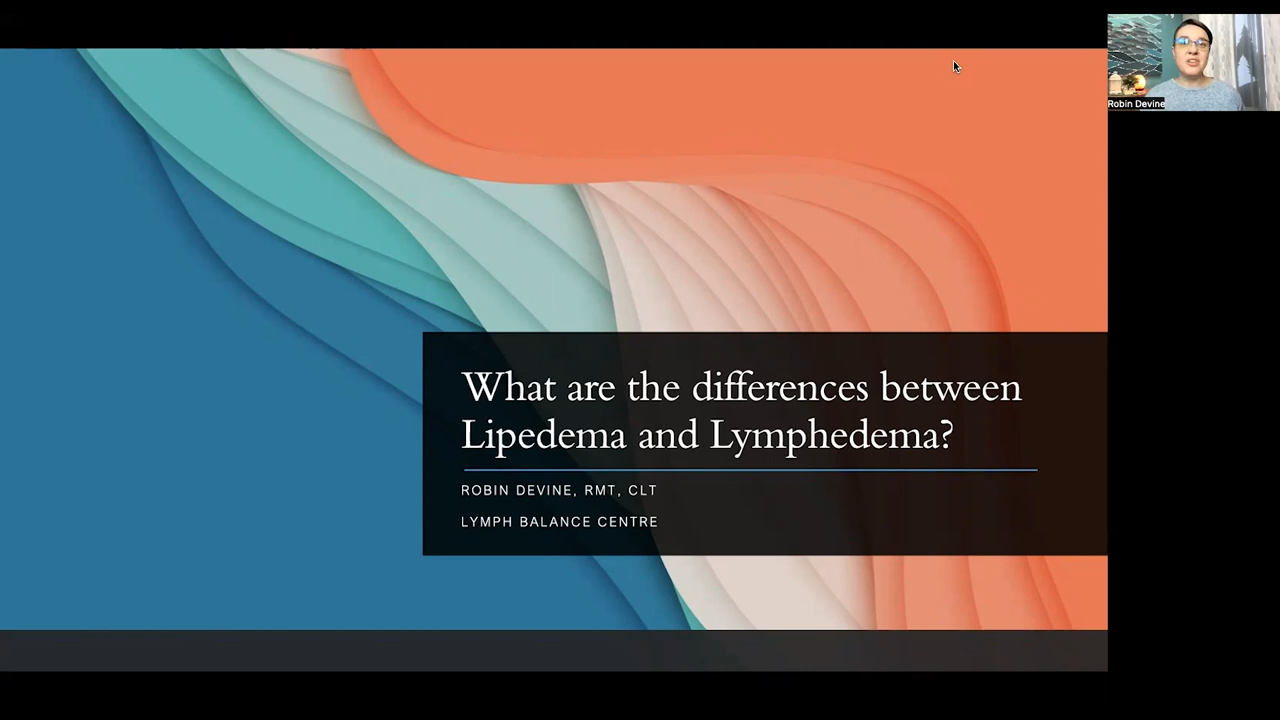 Robin Devine
What are the differences between
Lipedema and Lymphedema?
ROBIN DEVINE, RMT, CLT
LYMPH BALANCE CENTRE